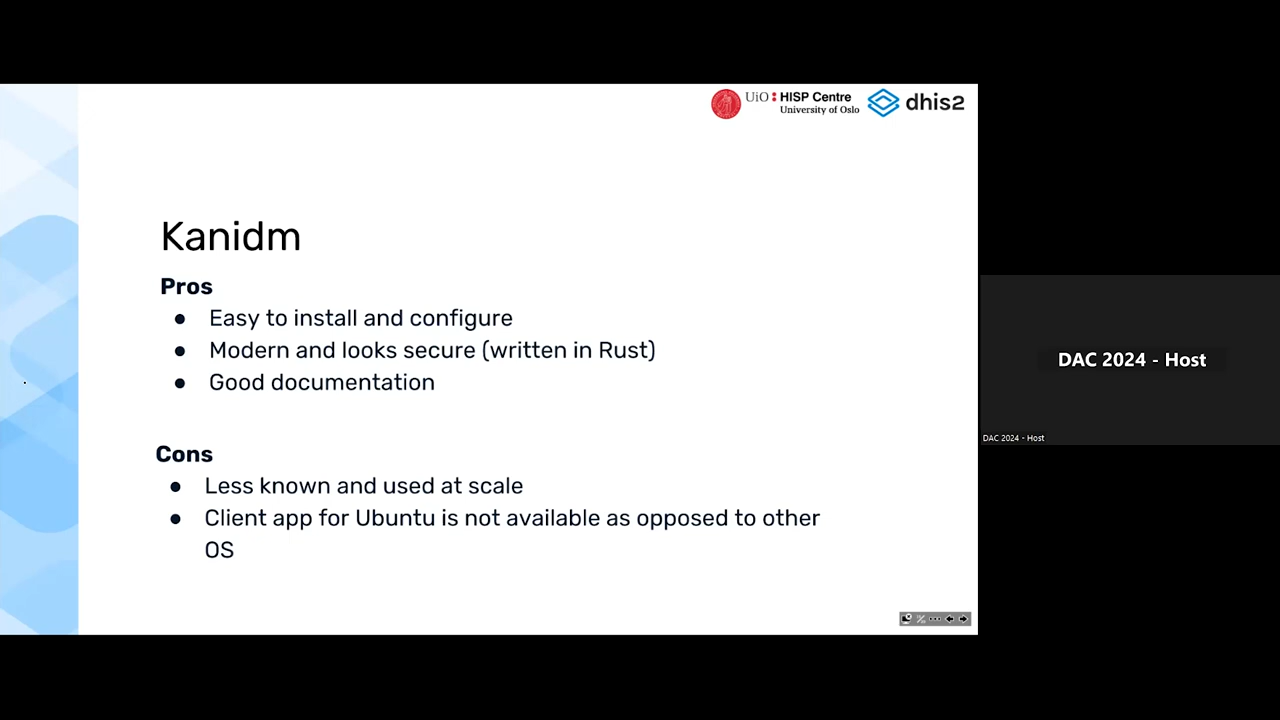 UiO : HISP Centre
University of Oslo
dhis2
Kanidm
Pros
● Easy to install and configure
● Modern and looks secure (written in Rust)
● Good documentation
Cons
● Less known and used at scale
● Client app for Ubuntu is not available as opposed to other
OS
DAC 2024 - Host
DAC 2024 - Host